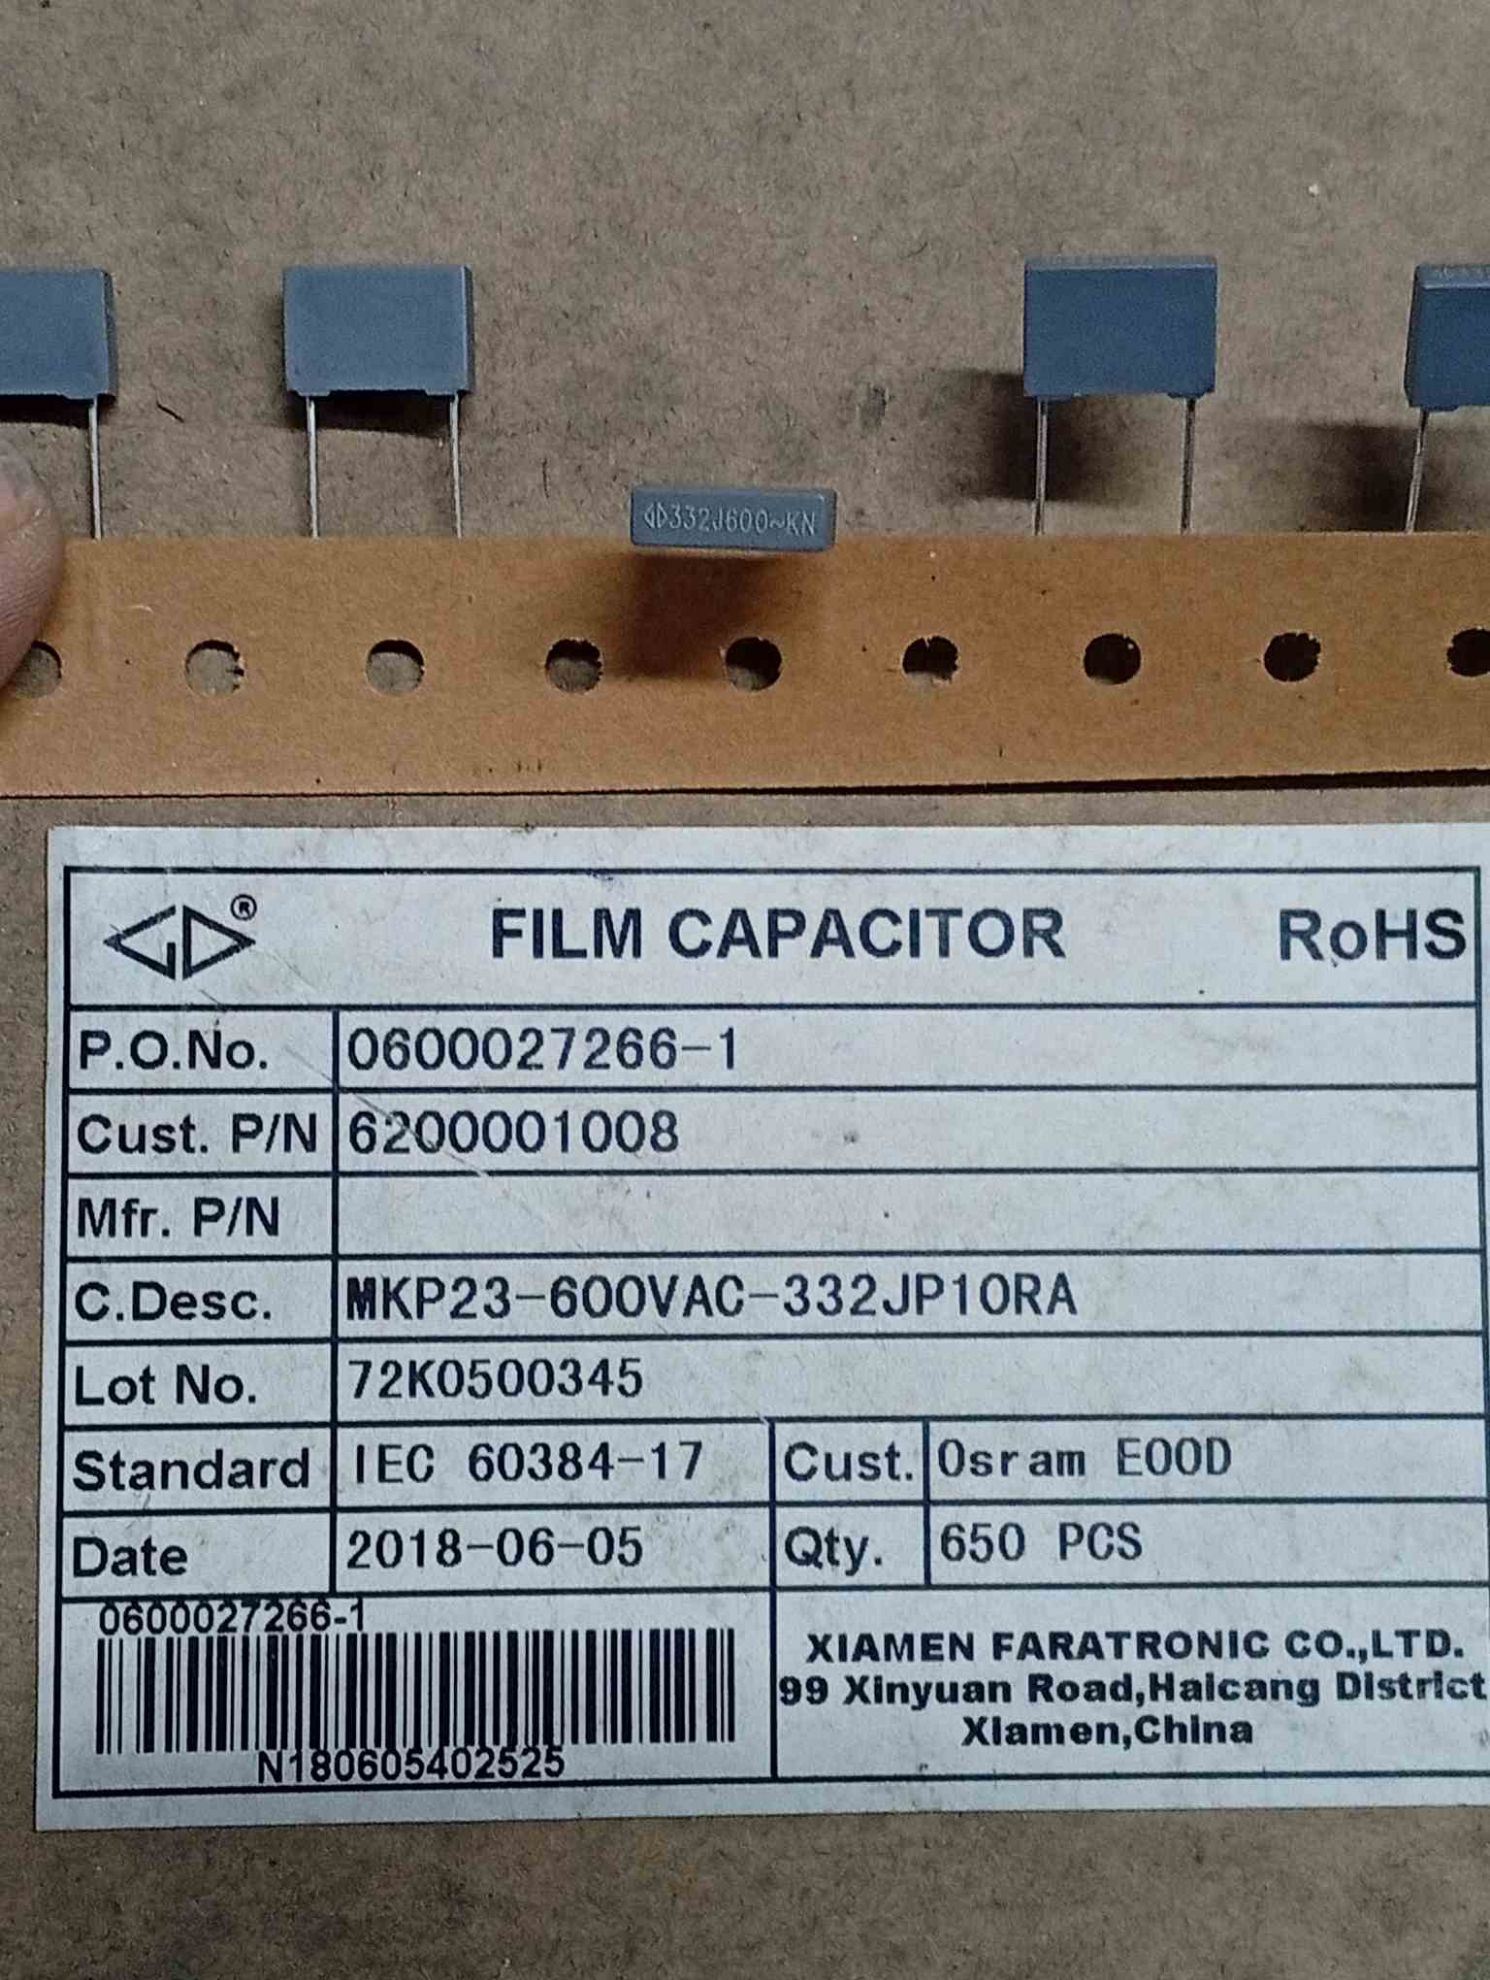 GD332J600~KN
GD® FILM CAPACITOR RoHS
P.O.No. 0600027266-1
Cust. P/N 6200001008
Mfr. P/N
C.Desc. MKP23-600VAC-332JP10RA
Lot No. 72K0500345
Standard IEC 60384-17 Cust. Osram EOOD
Date 2018-06-05 Qty. 650 PCS
0600027266-1
N180605402525
XIAMEN FARATRONIC CO.,LTD.
99 Xinyuan Road,Haicang District
Xiamen,China